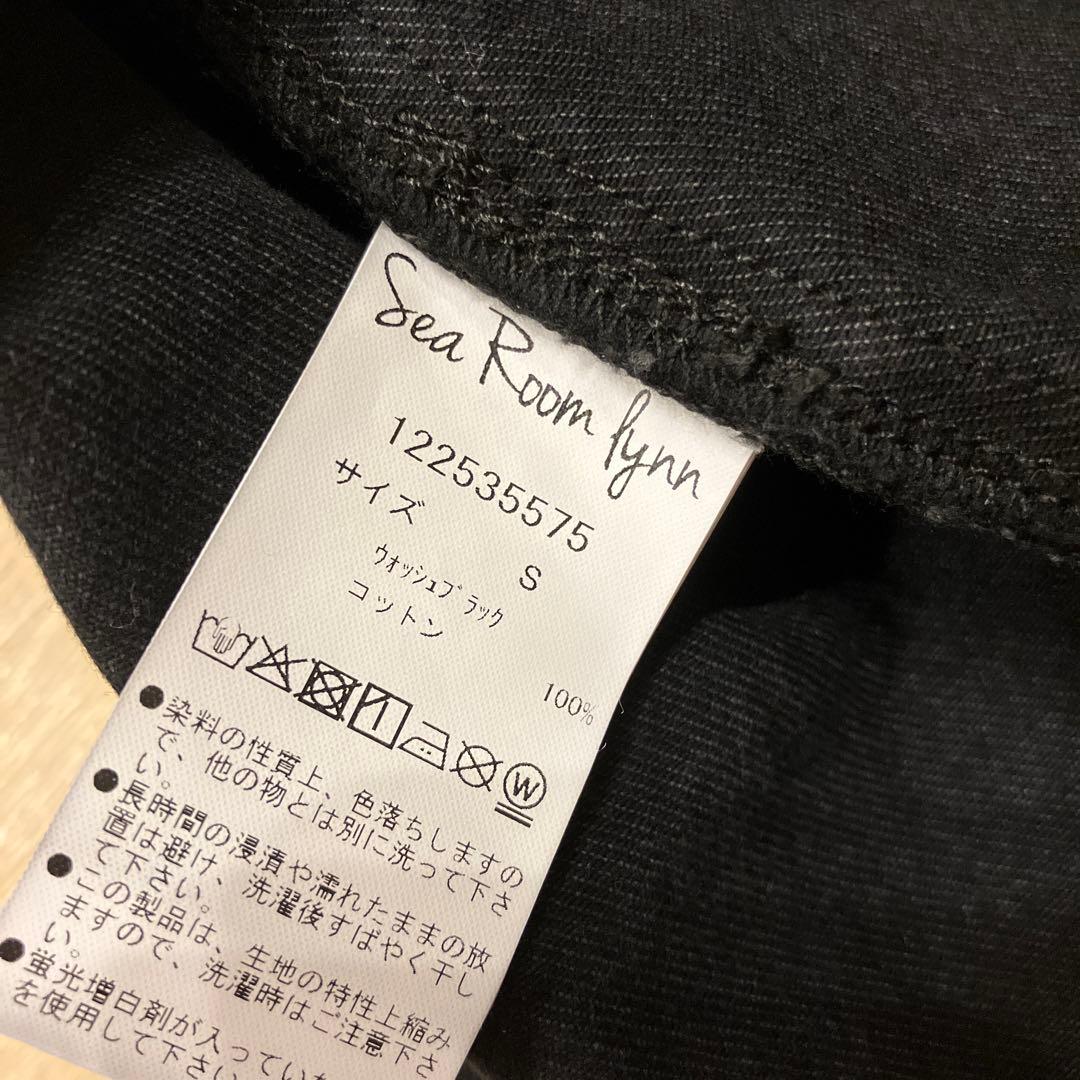 Sea Room lynn
122535575
サイズ S
ウォッシュブラック
コットン 100%
W
●染料の性質上、色落ちしますの
で、他の物とは別に洗って下さ
い。
●長時間の浸漬や濡れたままの放
置は避け、洗濯後すばやく干し
て下さい。
●この製品は、生地の特性上縮み
ますので、洗濯時はご注意下さ
い。
●蛍光増白剤が入ってい
を使用して下さい